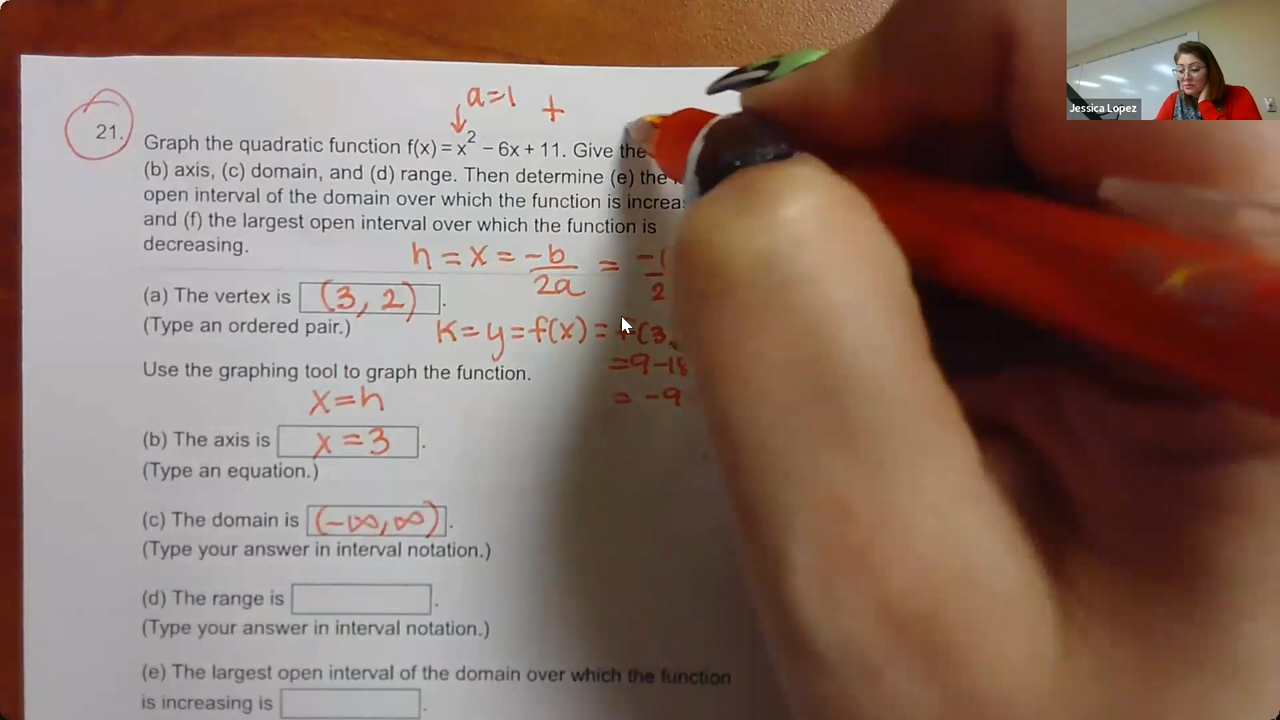 Jessica Lopez
a=1 +
21. Graph the quadratic function f(x) = x² − 6x + 11. Give the
(b) axis, (c) domain, and (d) range. Then determine (e) the
open interval of the domain over which the function is increas
and (f) the largest open interval over which the function is
decreasing.
h = x = -b/2a =
(a) The vertex is (3, 2).
(Type an ordered pair.)
K = y = f(x) = f(3
= 9 - 18
= -9
Use the graphing tool to graph the function.
x = h
(b) The axis is x = 3.
(Type an equation.)
(c) The domain is (-∞, ∞).
(Type your answer in interval notation.)
(d) The range is .
(Type your answer in interval notation.)
(e) The largest open interval of the domain over which the function
is increasing is .